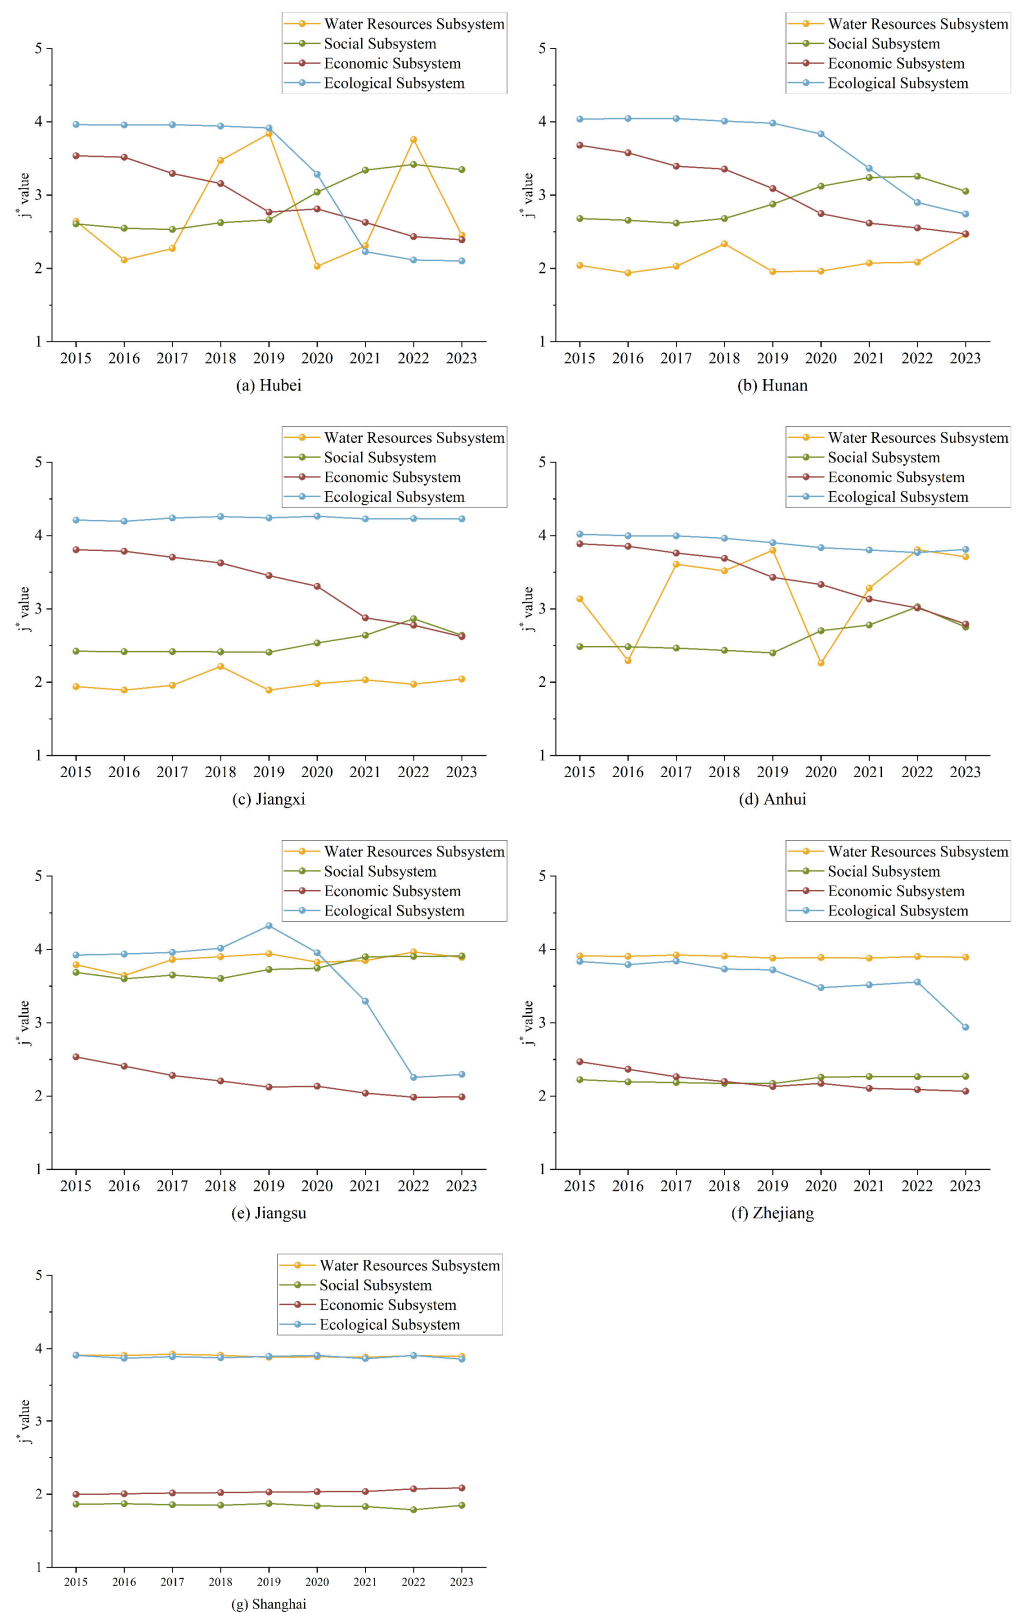 Water Resources Subsystem
Social Subsystem
Economic Subsystem
Ecological Subsystem
5
4
3
2
1
j* value
2015 2016 2017 2018 2019 2020 2021 2022 2023
(a) Hubei
Water Resources Subsystem
Social Subsystem
Economic Subsystem
Ecological Subsystem
5
4
3
2
1
j* value
2015 2016 2017 2018 2019 2020 2021 2022 2023
(b) Hunan
Water Resources Subsystem
Social Subsystem
Economic Subsystem
Ecological Subsystem
5
4
3
2
1
j* value
2015 2016 2017 2018 2019 2020 2021 2022 2023
(c) Jiangxi
Water Resources Subsystem
Social Subsystem
Economic Subsystem
Ecological Subsystem
5
4
3
2
1
j* value
2015 2016 2017 2018 2019 2020 2021 2022 2023
(d) Anhui
Water Resources Subsystem
Social Subsystem
Economic Subsystem
Ecological Subsystem
5
4
3
2
1
j* value
2015 2016 2017 2018 2019 2020 2021 2022 2023
(e) Jiangsu
Water Resources Subsystem
Social Subsystem
Economic Subsystem
Ecological Subsystem
5
4
3
2
1
j* value
2015 2016 2017 2018 2019 2020 2021 2022 2023
(f) Zhejiang
Water Resources Subsystem
Social Subsystem
Economic Subsystem
Ecological Subsystem
5
4
3
2
1
j* value
2015 2016 2017 2018 2019 2020 2021 2022 2023
(g) Shanghai